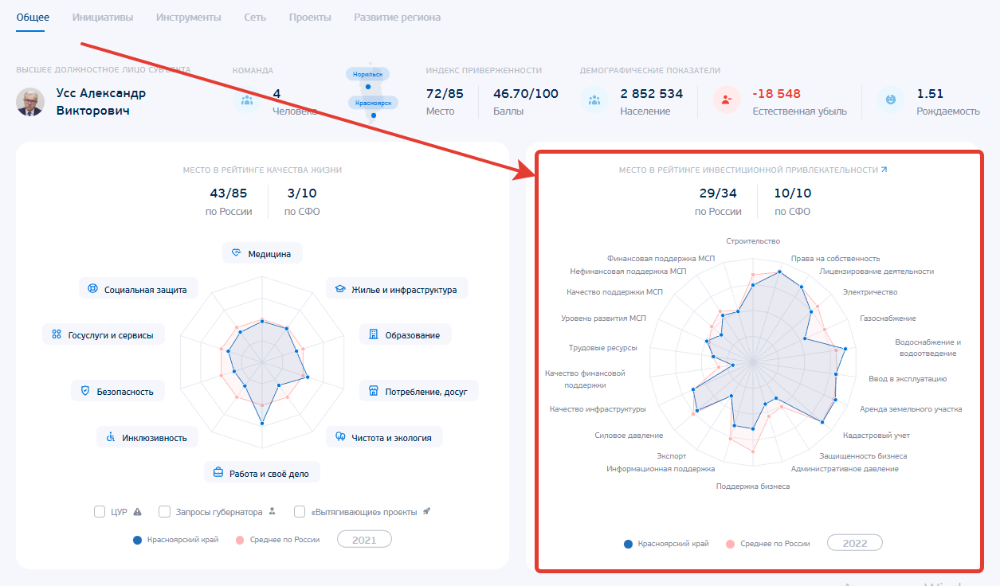 Общее Инициативы Инструменты Сеть Проекты Развитие региона
ВЫСШЕЕ ДОЛЖНОСТНОЕ ЛИЦО СУБЪЕКТА
Усс Александр
Викторович
КОМАНДА
4
Человека
Норильск
Красноярск
ИНДЕКС ПРИВЕРЖЕННОСТИ
72/85
Место
46.70/100
Баллы
ДЕМОГРАФИЧЕСКИЕ ПОКАЗАТЕЛИ
2 852 534
Население
-18 548
Естественная убыль
1.51
Рождаемость
МЕСТО В РЕЙТИНГЕ КАЧЕСТВА ЖИЗНИ
43/85
по России
3/10
по СФО
Медицина
Социальная защита
Жилье и инфраструктура
Госуслуги и сервисы
Образование
Безопасность
Потребление, досуг
Инклюзивность
Чистота и экология
Работа и своё дело
ЦУР
Запросы губернатора
«Вытягивающие» проекты
Красноярский край
Среднее по России
2021
МЕСТО В РЕЙТИНГЕ ИНВЕСТИЦИОННОЙ ПРИВЛЕКАТЕЛЬНОСТИ
29/34
по России
10/10
по СФО
Строительство
Финансовая поддержка МСП
Права на собственность
Нефинансовая поддержка МСП
Лицензирование деятельности
Качество поддержки МСП
Электричество
Уровень развития МСП
Газоснабжение
Трудовые ресурсы
Водоснабжение и
водоотведение
Качество финансовой
поддержки
Ввод в эксплуатацию
Качество инфраструктуры
Аренда земельного участка
Силовое давление
Кадастровый учет
Экспорт
Защищенность бизнеса
Информационная поддержка
Административное давление
Поддержка бизнеса
Красноярский край
Среднее по России
2022